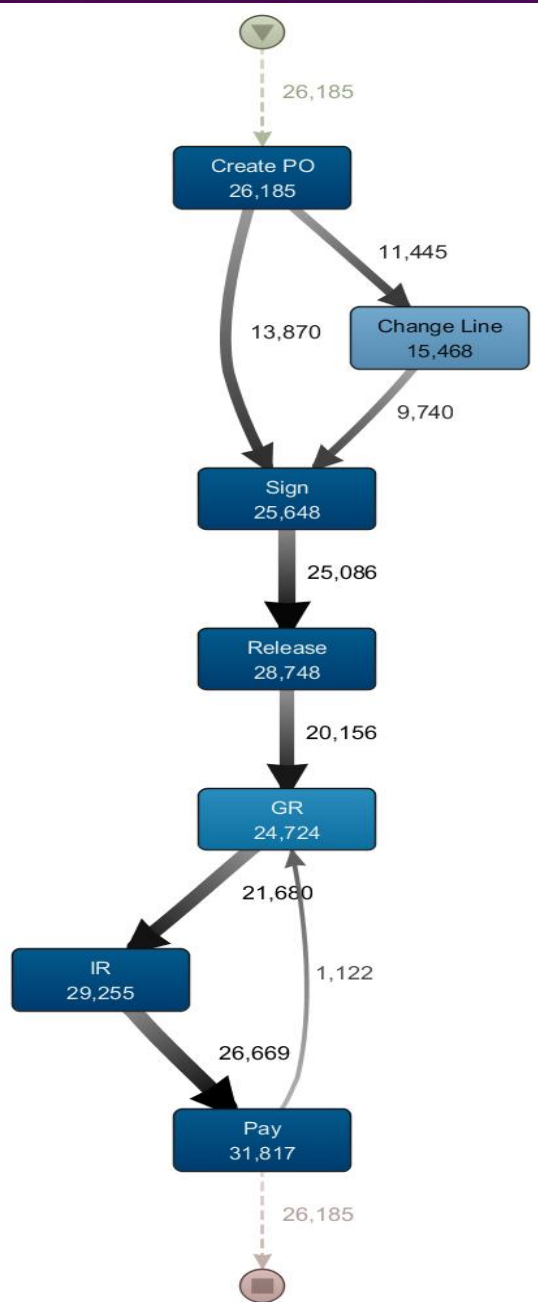 26,185
Create PO
26,185
11,445
13,870
Change Line
15,468
9,740
Sign
25,648
25,086
Release
28,748
20,156
GR
24,724
21,680
1,122
IR
29,255
26,669
Pay
31,817
26,185